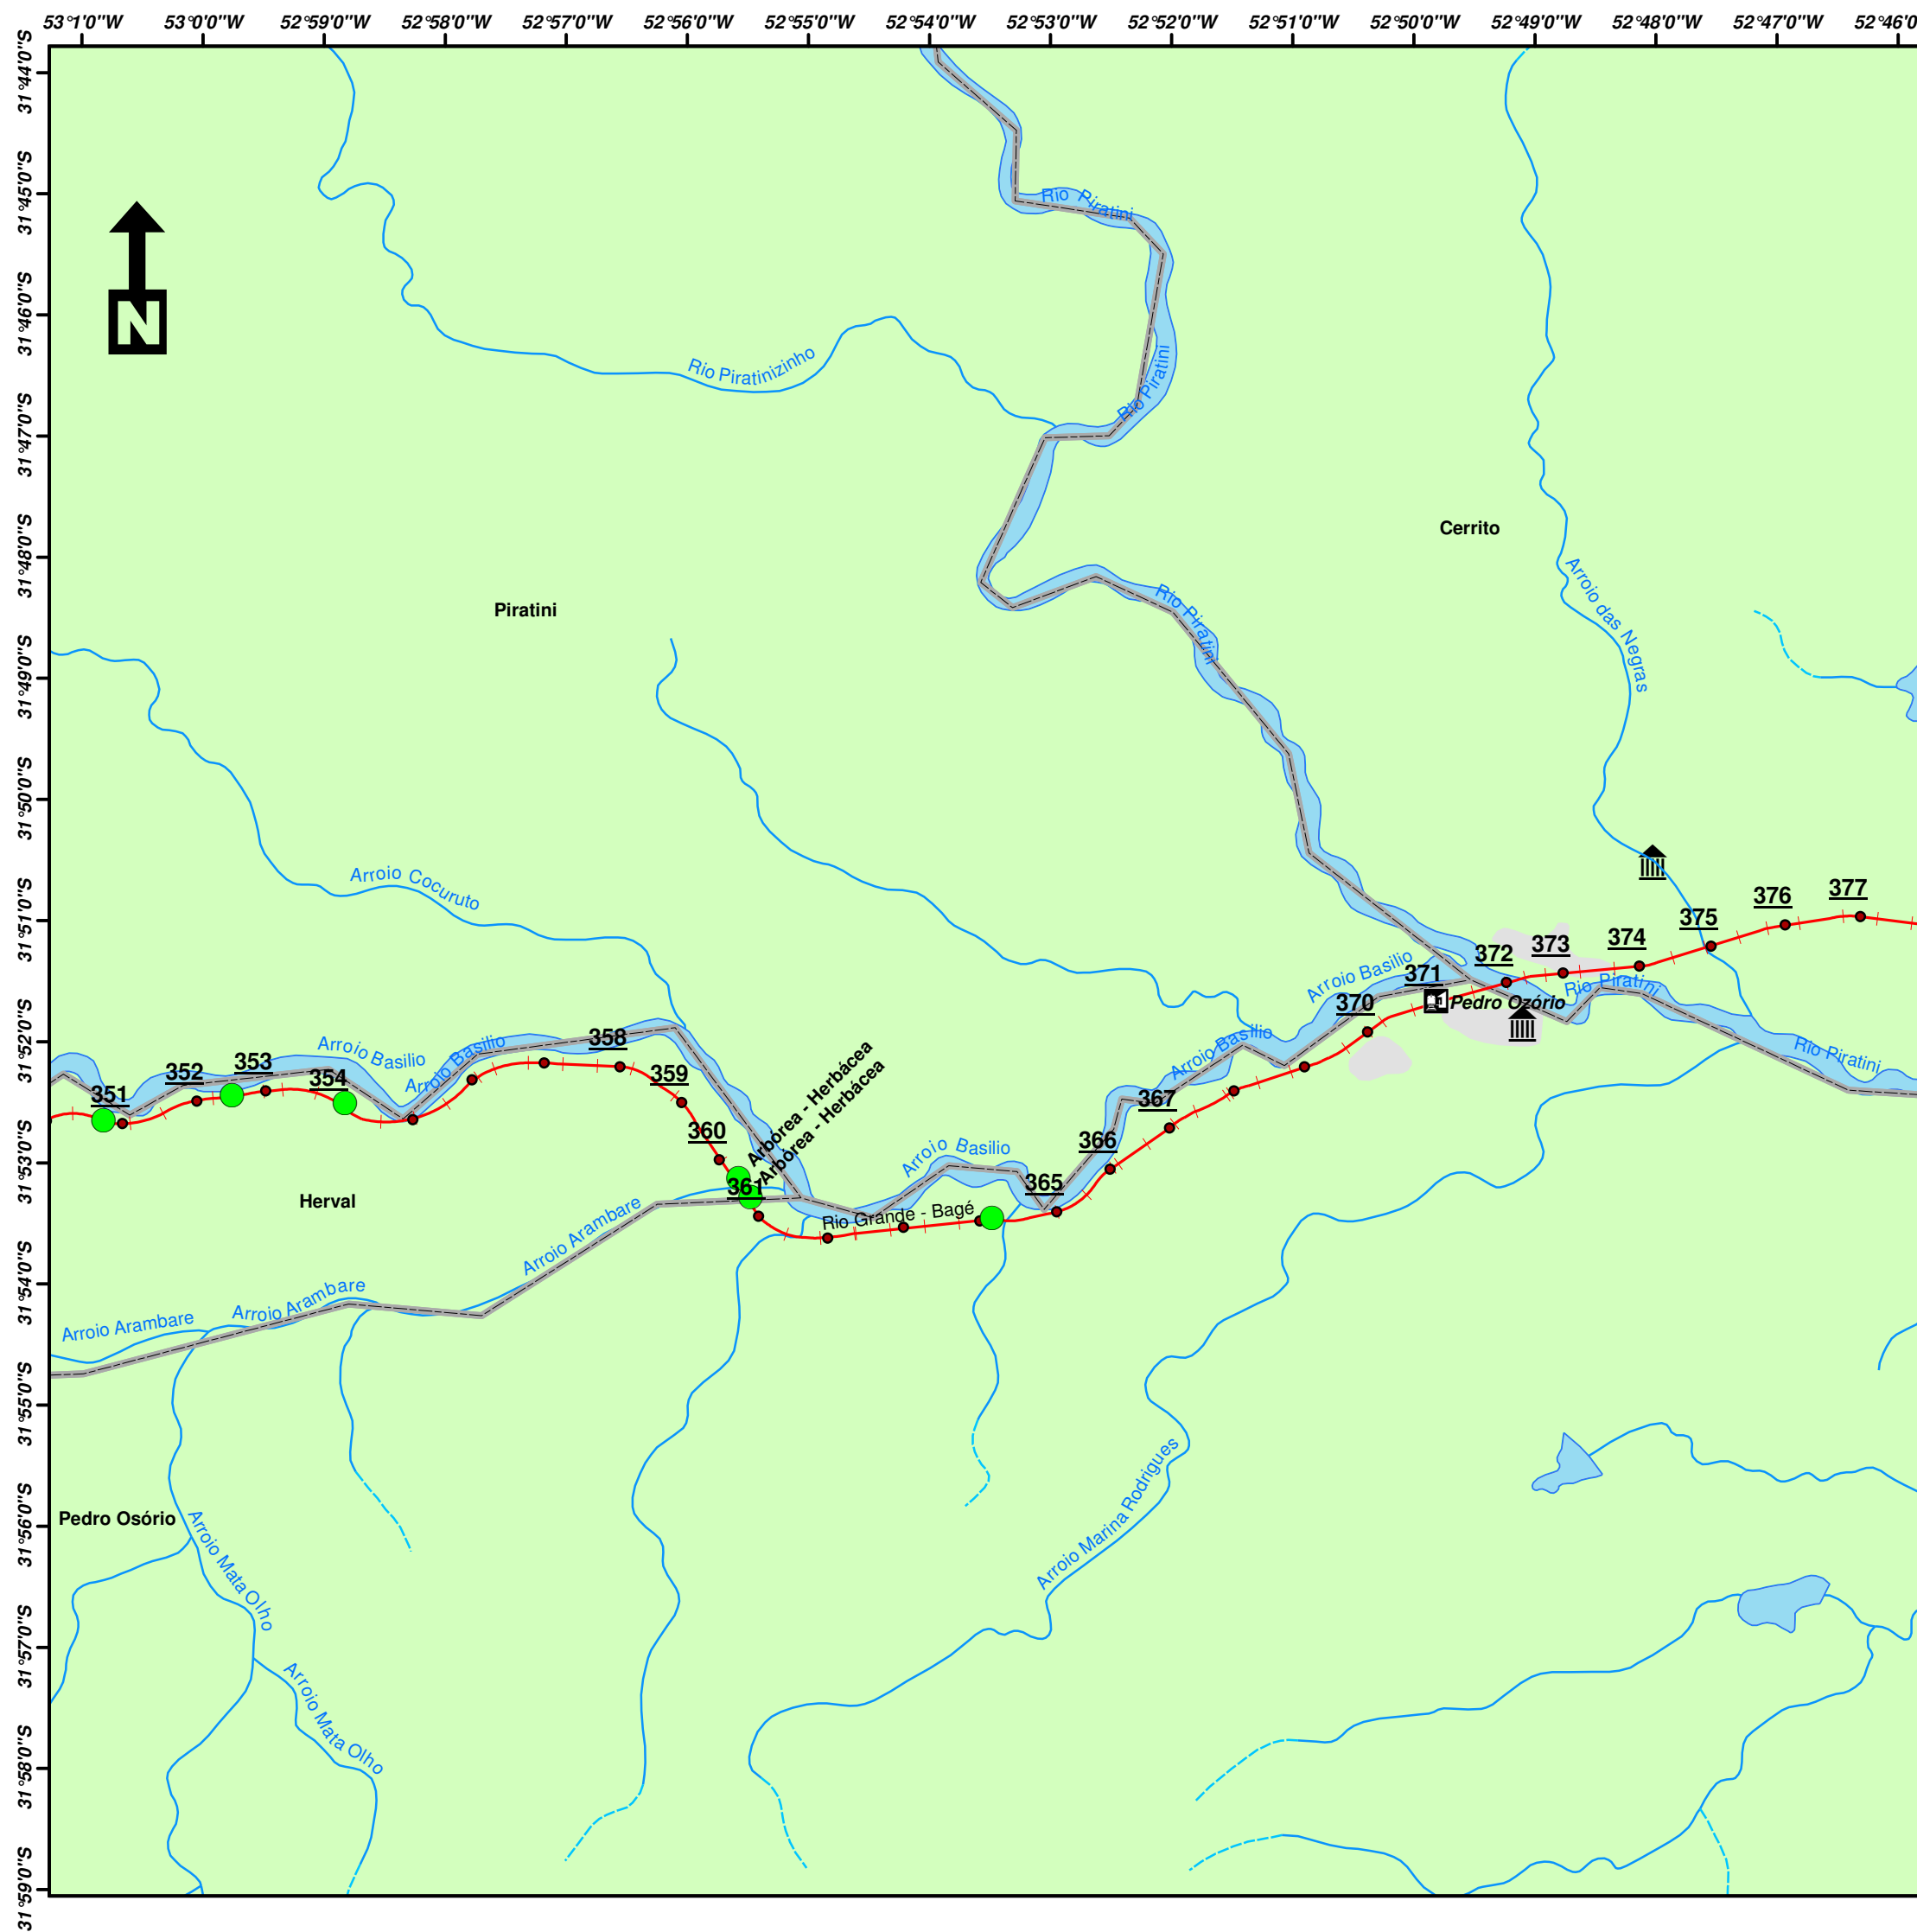 53°1'0"W 53°0'0"W 52°59'0"W 52°58'0"W 52°57'0"W 52°56'0"W 52°55'0"W 52°54'0"W 52°53'0"W 52°52'0"W 52°51'0"W 52°50'0"W 52°49'0"W 52°48'0"W 52°47'0"W 52°46'0
31°44'0"S
31°45'0"S
31°46'0"S
31°47'0"S
31°48'0"S
31°49'0"S
31°50'0"S
31°51'0"S
31°52'0"S
31°53'0"S
31°54'0"S
31°55'0"S
31°56'0"S
31°57'0"S
31°58'0"S
31°59'0"S
N
Rio Piratini
Rio Piratini
Rio Piratinizinho
Cerrito
Arroio das Negras
Rio Piratini
Piratini
Arroio Cocuruto
377
376
375
374
373
372
371
370
Arroio Basilio
Rio Piratini
Pedro Ozório
Rio Piratini
Arroio Basilio
Arroio Basilio
Arroio Basilio
351
352
353
354
358
359
360
361
Arbórea - Herbácea
Arbórea - Herbácea
Arroio Basilio
365
366
367
Rio Grande - Bagé
Herval
Arroio Arambare
Arroio Arambare
Arroio Arambare
Pedro Osório
Arroio Mata Olho
Arroio Mata Olho
Arroio Marina Rodrigues